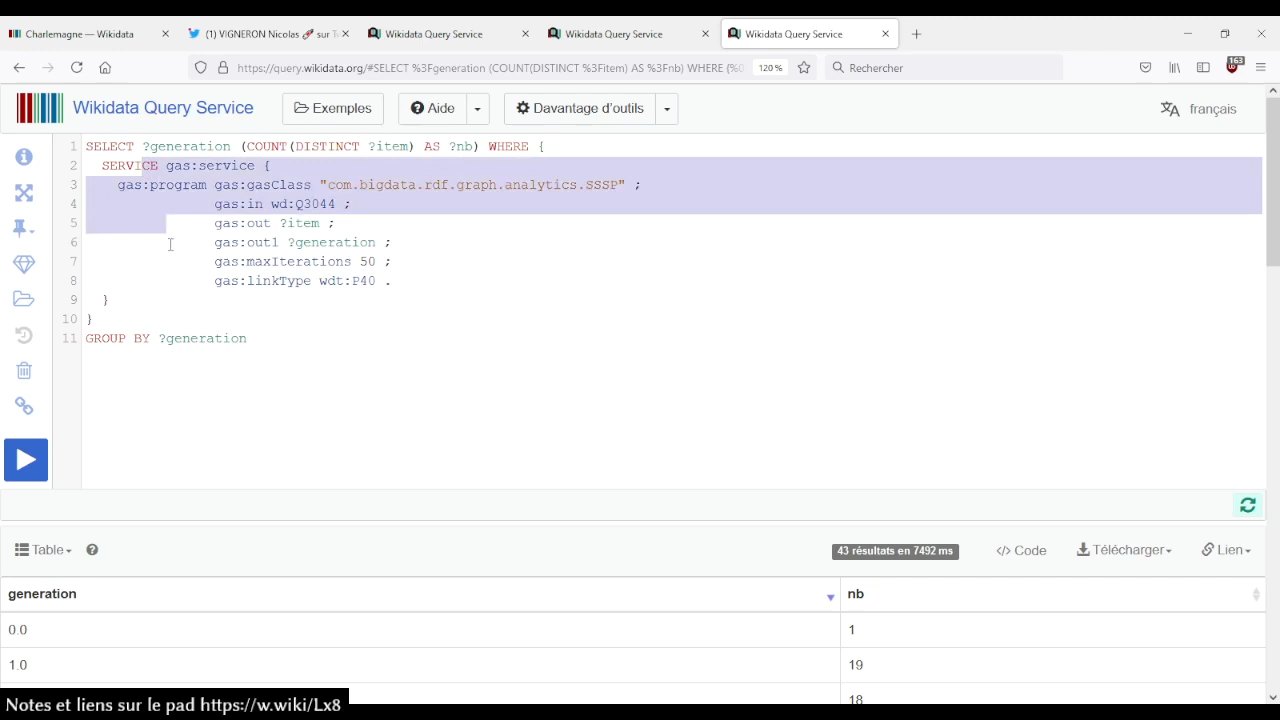 Charlemagne — Wikidata
(1) VIGNERON Nicolas 🚀 sur T
Wikidata Query Service
Wikidata Query Service
Wikidata Query Service
https://query.wikidata.org/#SELECT %3Fgeneration (COUNT(DISTINCT %3Fitem) AS %3Fnb) WHERE {%0
120 %
Rechercher
163
Wikidata Query Service
Exemples
Aide
Davantage d'outils
français
1 SELECT ?generation (COUNT(DISTINCT ?item) AS ?nb) WHERE {
2 SERVICE gas:service {
3 gas:program gas:gasClass "com.bigdata.rdf.graph.analytics.SSSP" ;
4 gas:in wd:Q3044 ;
5 gas:out ?item ;
6 gas:out1 ?generation ;
7 gas:maxIterations 50 ;
8 gas:linkType wdt:P40 .
9 }
10 }
11 GROUP BY ?generation
Table
43 résultats en 7492 ms
</> Code
Télécharger
Lien
generation nb
0.0 1
1.0 19
18
Notes et liens sur le pad https://w.wiki/Lx8